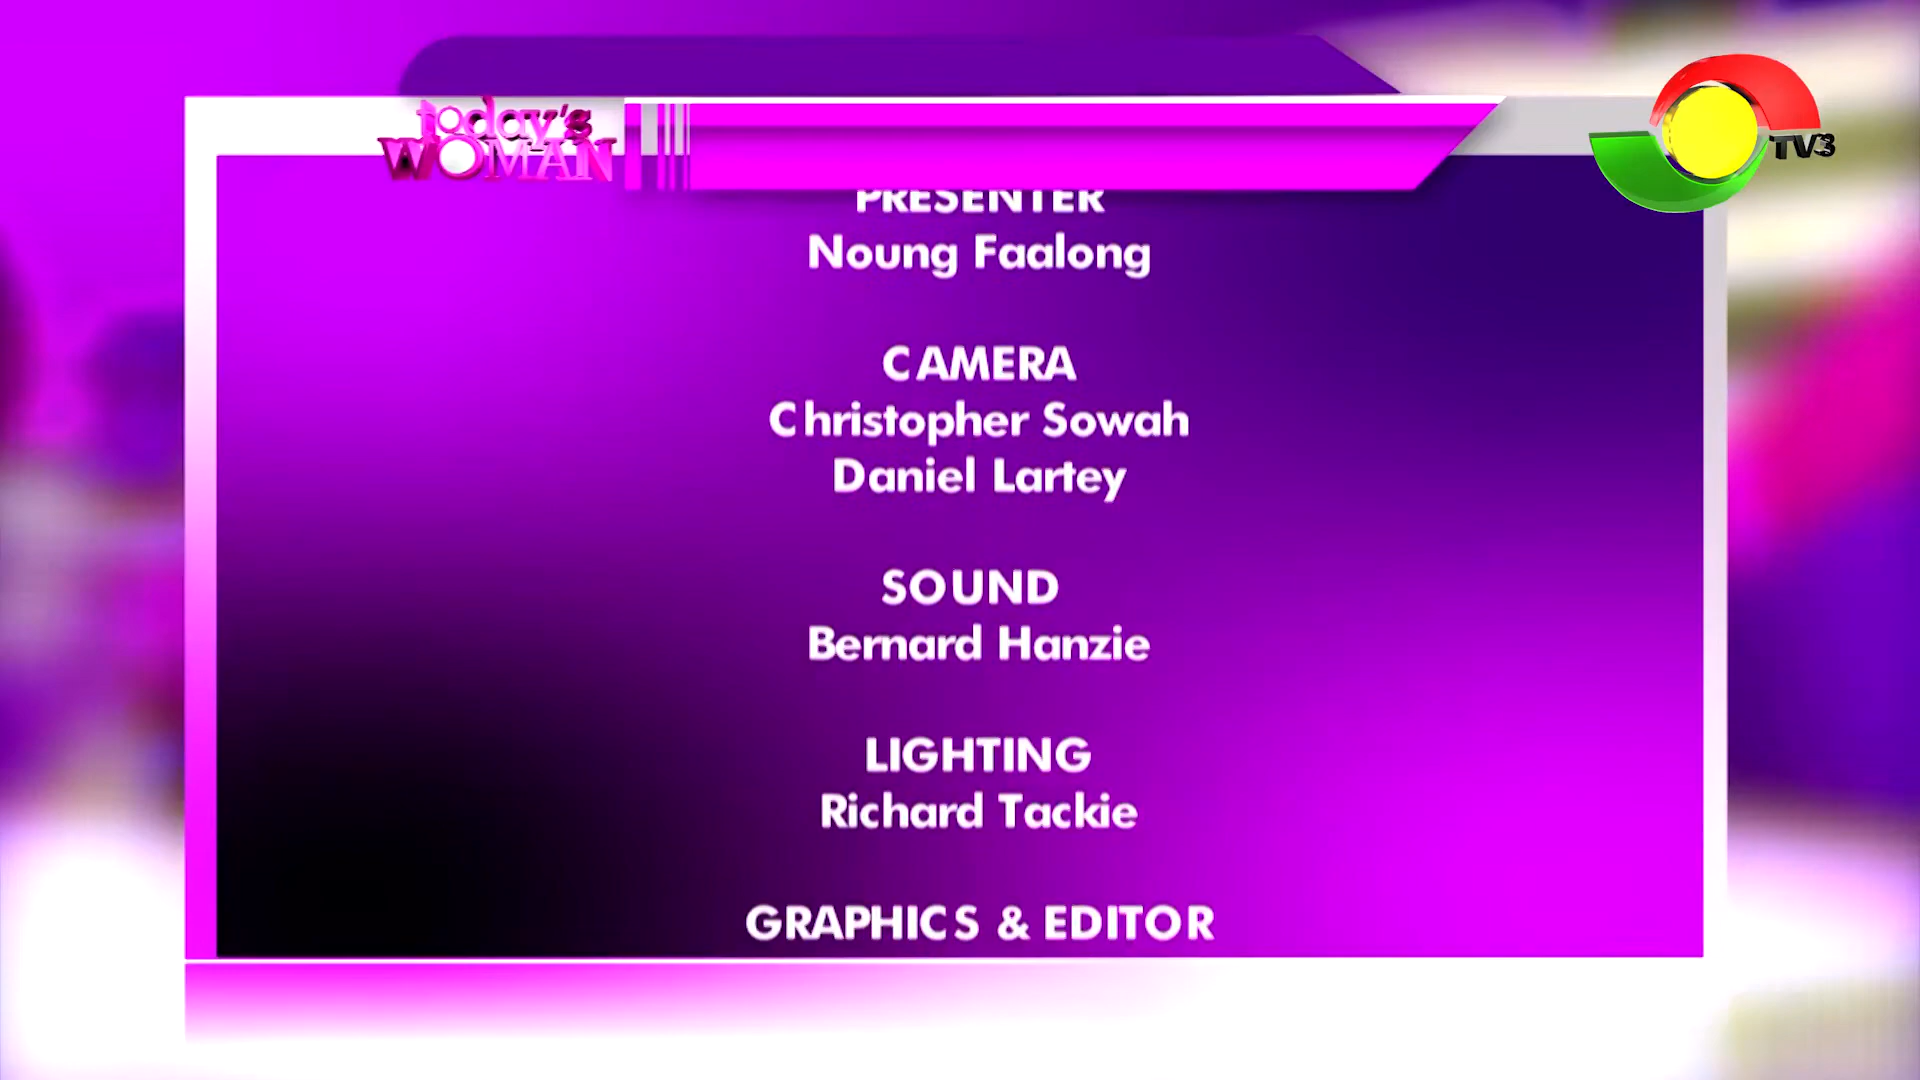 today's
WOMAN
TV3
PRESENTER
Noung Faalong
CAMERA
Christopher Sowah
Daniel Lartey
SOUND
Bernard Hanzie
LIGHTING
Richard Tackie
GRAPHICS & EDITOR